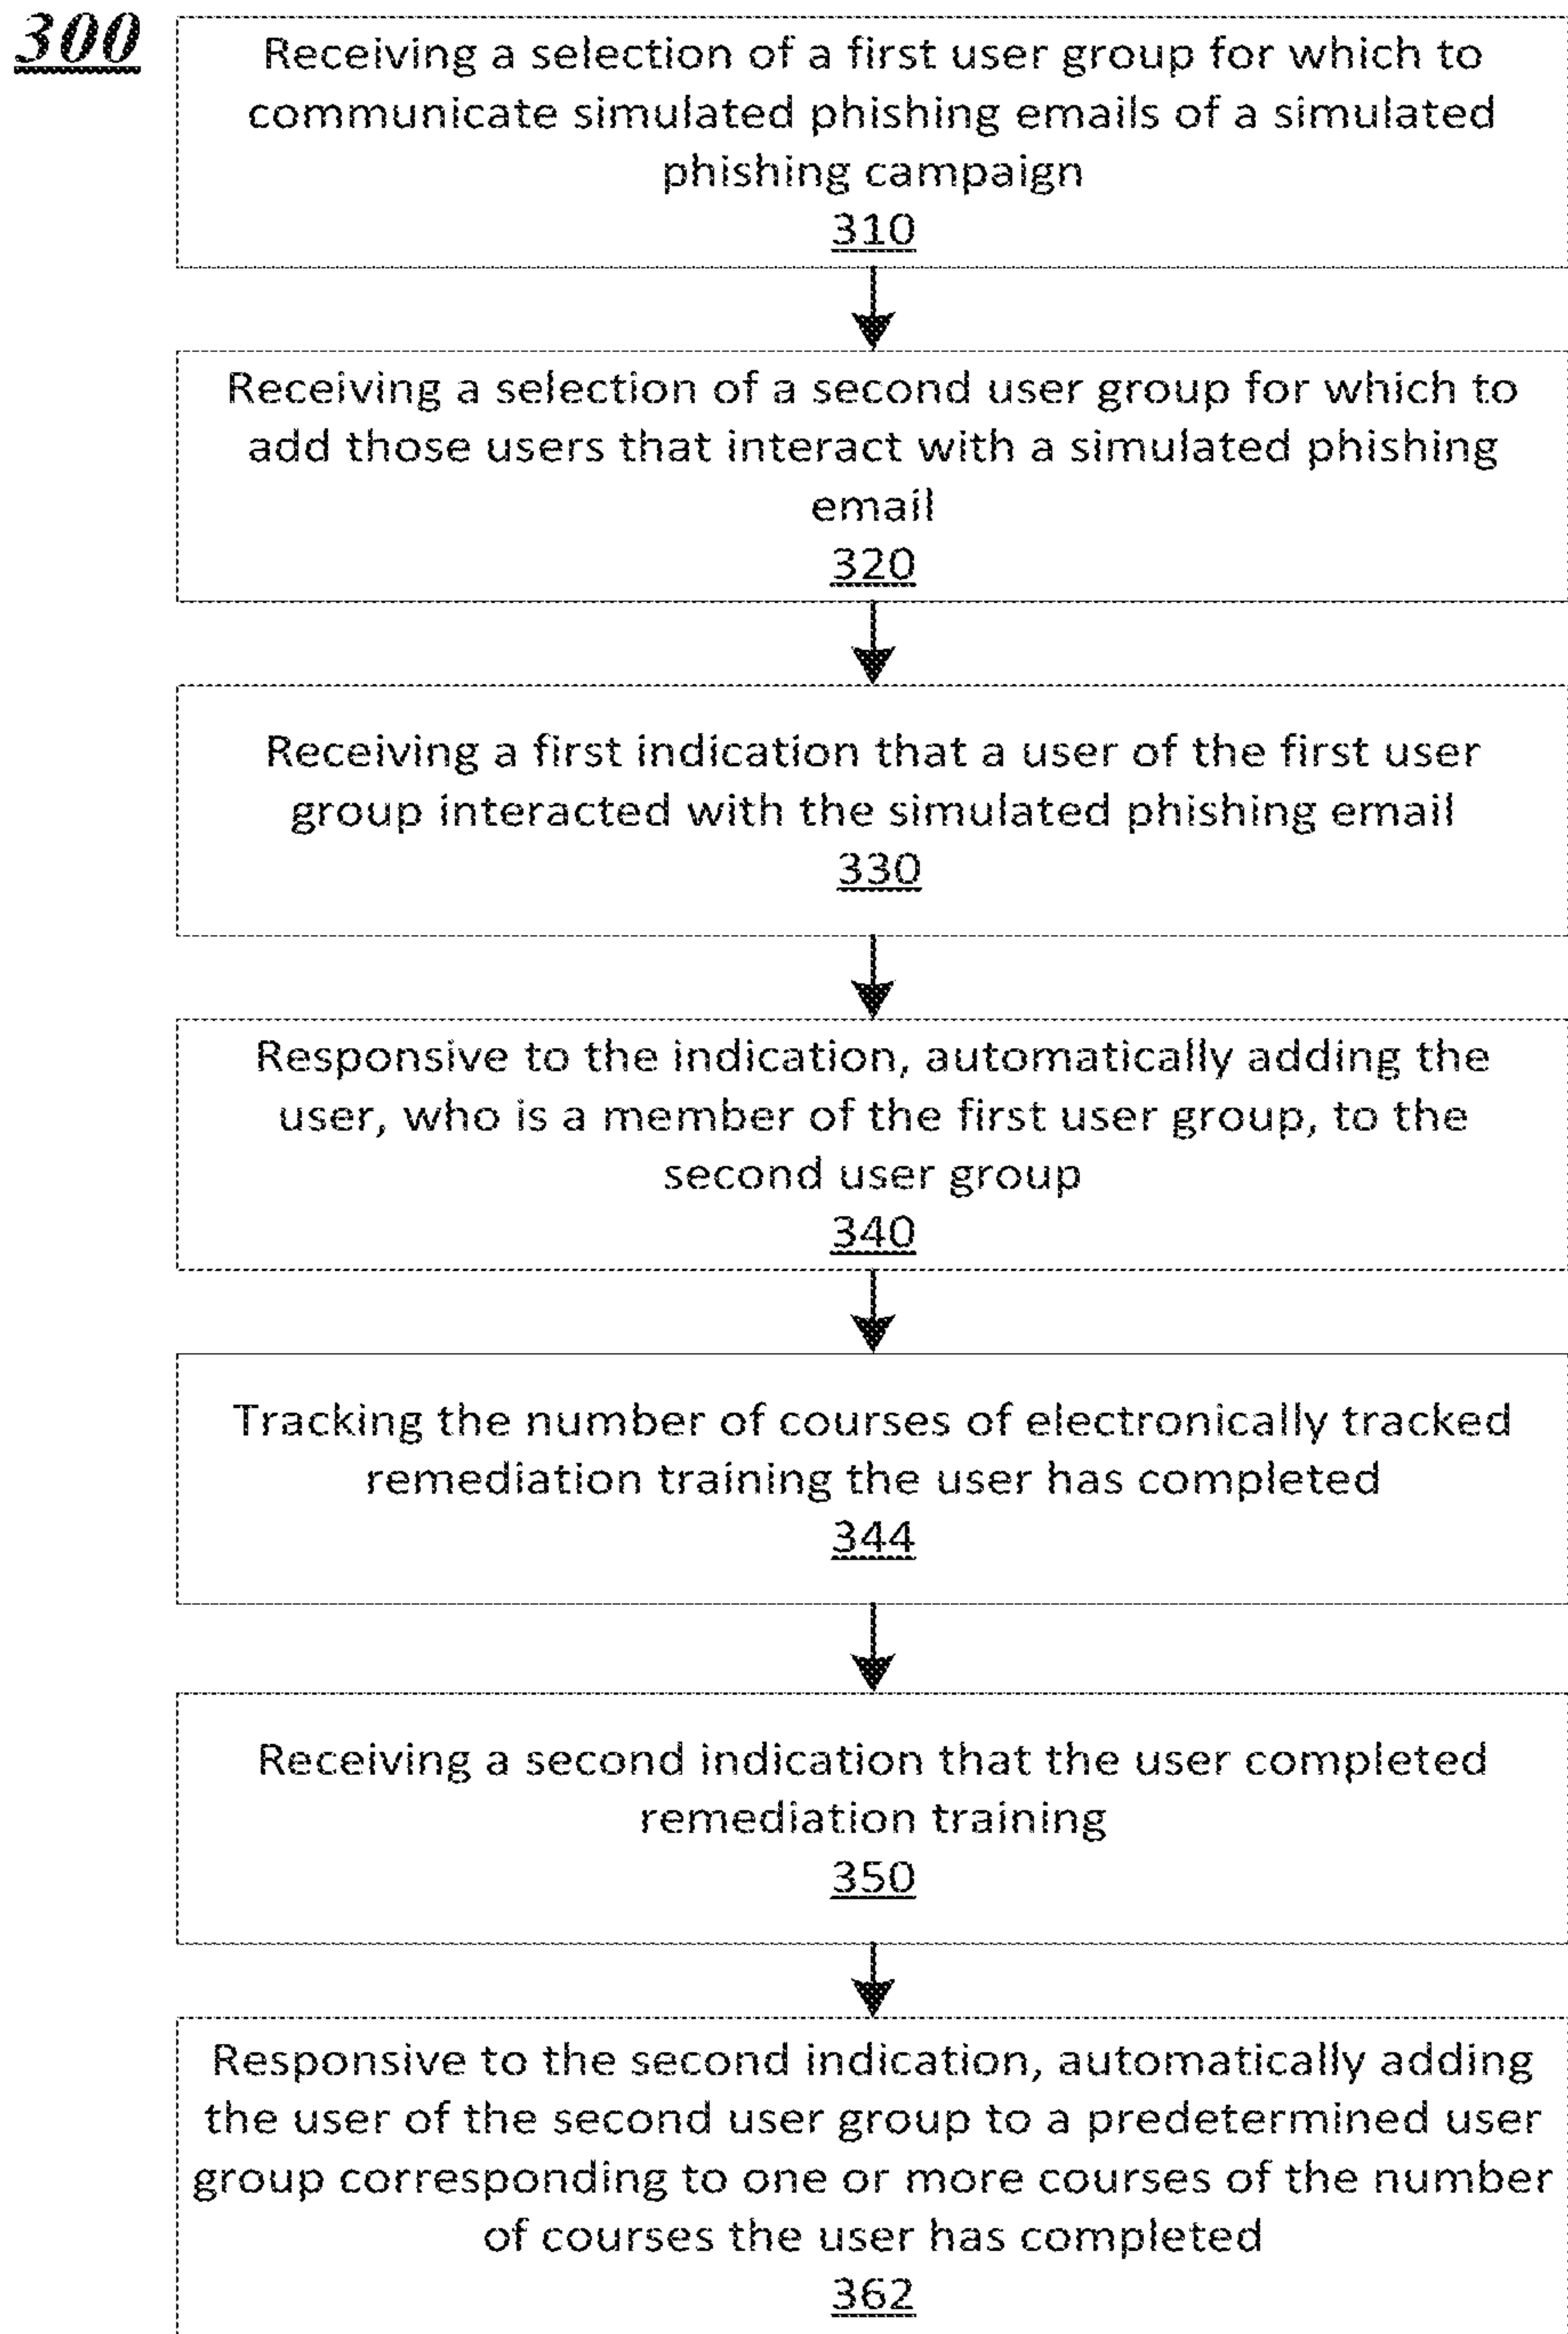 300
Receiving a selection of a first user group for which to
communicate simulated phishing emails of a simulated
phishing campaign
310
Receiving a selection of a second user group for which to
add those users that interact with a simulated phishing
email
320
Receiving a first indication that a user of the first user
group interacted with the simulated phishing email
330
Responsive to the indication, automatically adding the
user, who is a member of the first user group, to the
second user group
340
Tracking the number of courses of electronically tracked
remediation training the user has completed
344
Receiving a second indication that the user completed
remediation training
350
Responsive to the second indication, automatically adding
the user of the second user group to a predetermined user
group corresponding to one or more courses of the number
of courses the user has completed
362